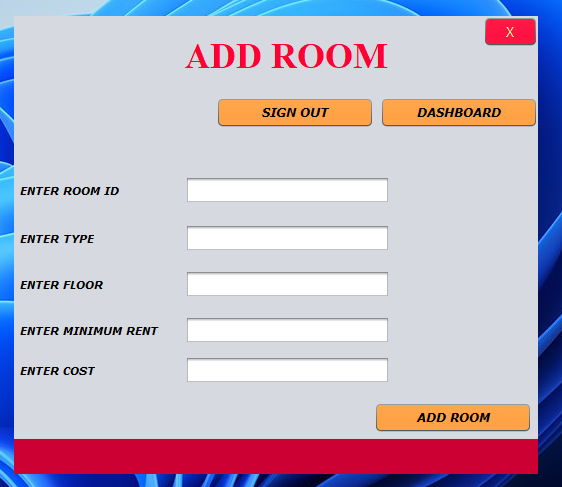 X
ADD ROOM
SIGN OUT
DASHBOARD
ENTER ROOM ID
ENTER TYPE
ENTER FLOOR
ENTER MINIMUM RENT
ENTER COST
ADD ROOM